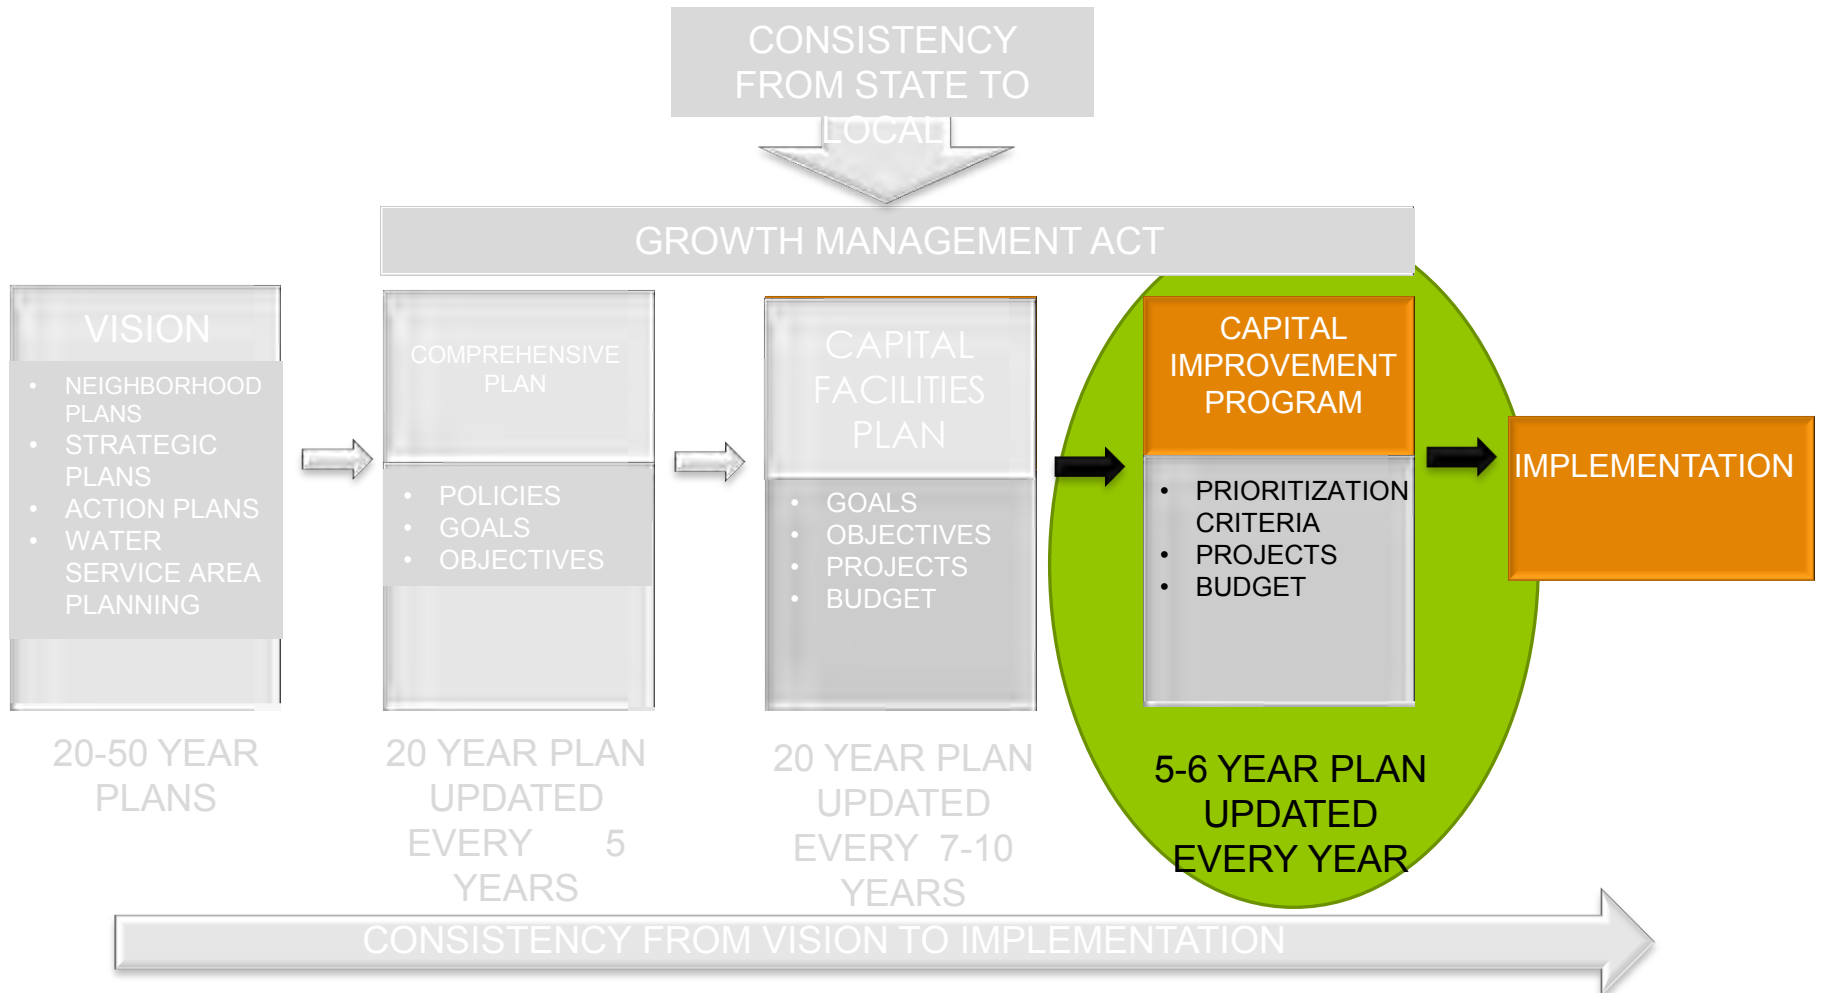 CONSISTENCY
FROM STATE TO
LOCAL
GROWTH MANAGEMENT ACT
VISION
• NEIGHBORHOOD
PLANS
• STRATEGIC
PLANS
• ACTION PLANS
• WATER
SERVICE AREA
PLANNING
20-50 YEAR
PLANS
COMPREHENSIVE
PLAN
• POLICIES
• GOALS
• OBJECTIVES
20 YEAR PLAN
UPDATED
EVERY 5
YEARS
CAPITAL
FACILITIES
PLAN
• GOALS
• OBJECTIVES
• PROJECTS
• BUDGET
20 YEAR PLAN
UPDATED
EVERY 7-10
YEARS
CAPITAL
IMPROVEMENT
PROGRAM
• PRIORITIZATION
CRITERIA
• PROJECTS
• BUDGET
5-6 YEAR PLAN
UPDATED
EVERY YEAR
IMPLEMENTATION
CONSISTENCY FROM VISION TO IMPLEMENTATION